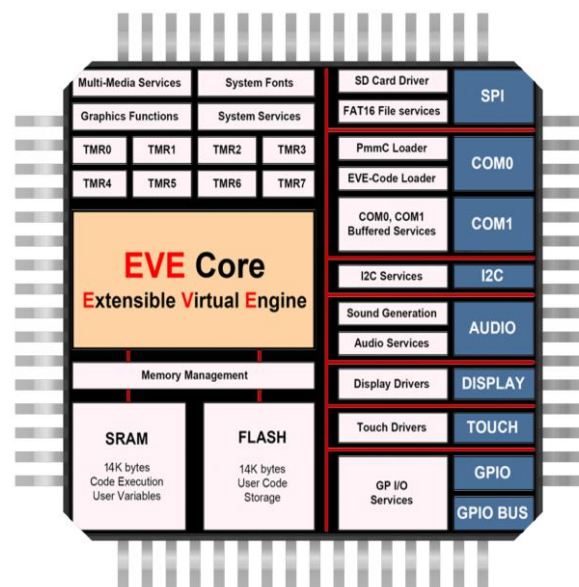 Multi-Media Services
System Fonts
Graphics Functions
System Services
TMR0
TMR1
TMR2
TMR3
TMR4
TMR5
TMR6
TMR7
EVE Core
Extensible Virtual Engine
Memory Management
SRAM
14K bytes
Code Execution
User Variables
FLASH
14K bytes
User Code
Storage
SD Card Driver
FAT16 File services
SPI
PmmC Loader
EVE-Code Loader
COM0
COM0, COM1
Buffered Services
COM1
I2C Services
I2C
Sound Generation
Audio Services
AUDIO
Display Drivers
DISPLAY
Touch Drivers
TOUCH
GP I/O
Services
GPIO
GPIO BUS